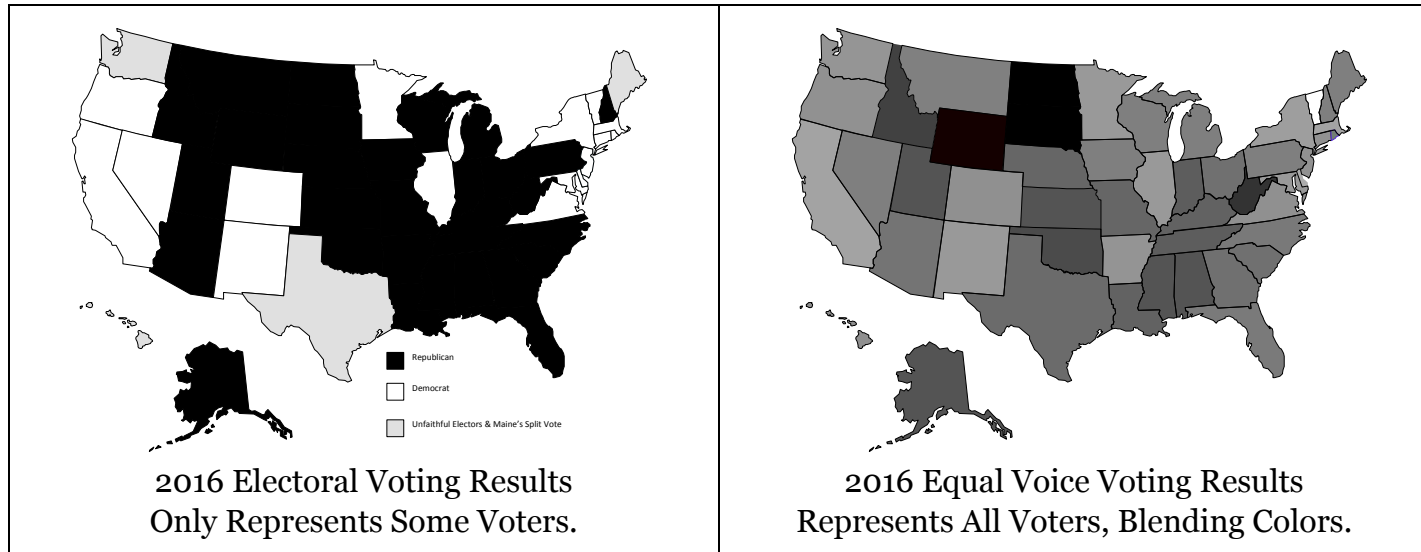 Republican
Democrat
Unfaithful Electors & Maine's Split Vote
2016 Electoral Voting Results
Only Represents Some Voters.
2016 Equal Voice Voting Results
Represents All Voters, Blending Colors.